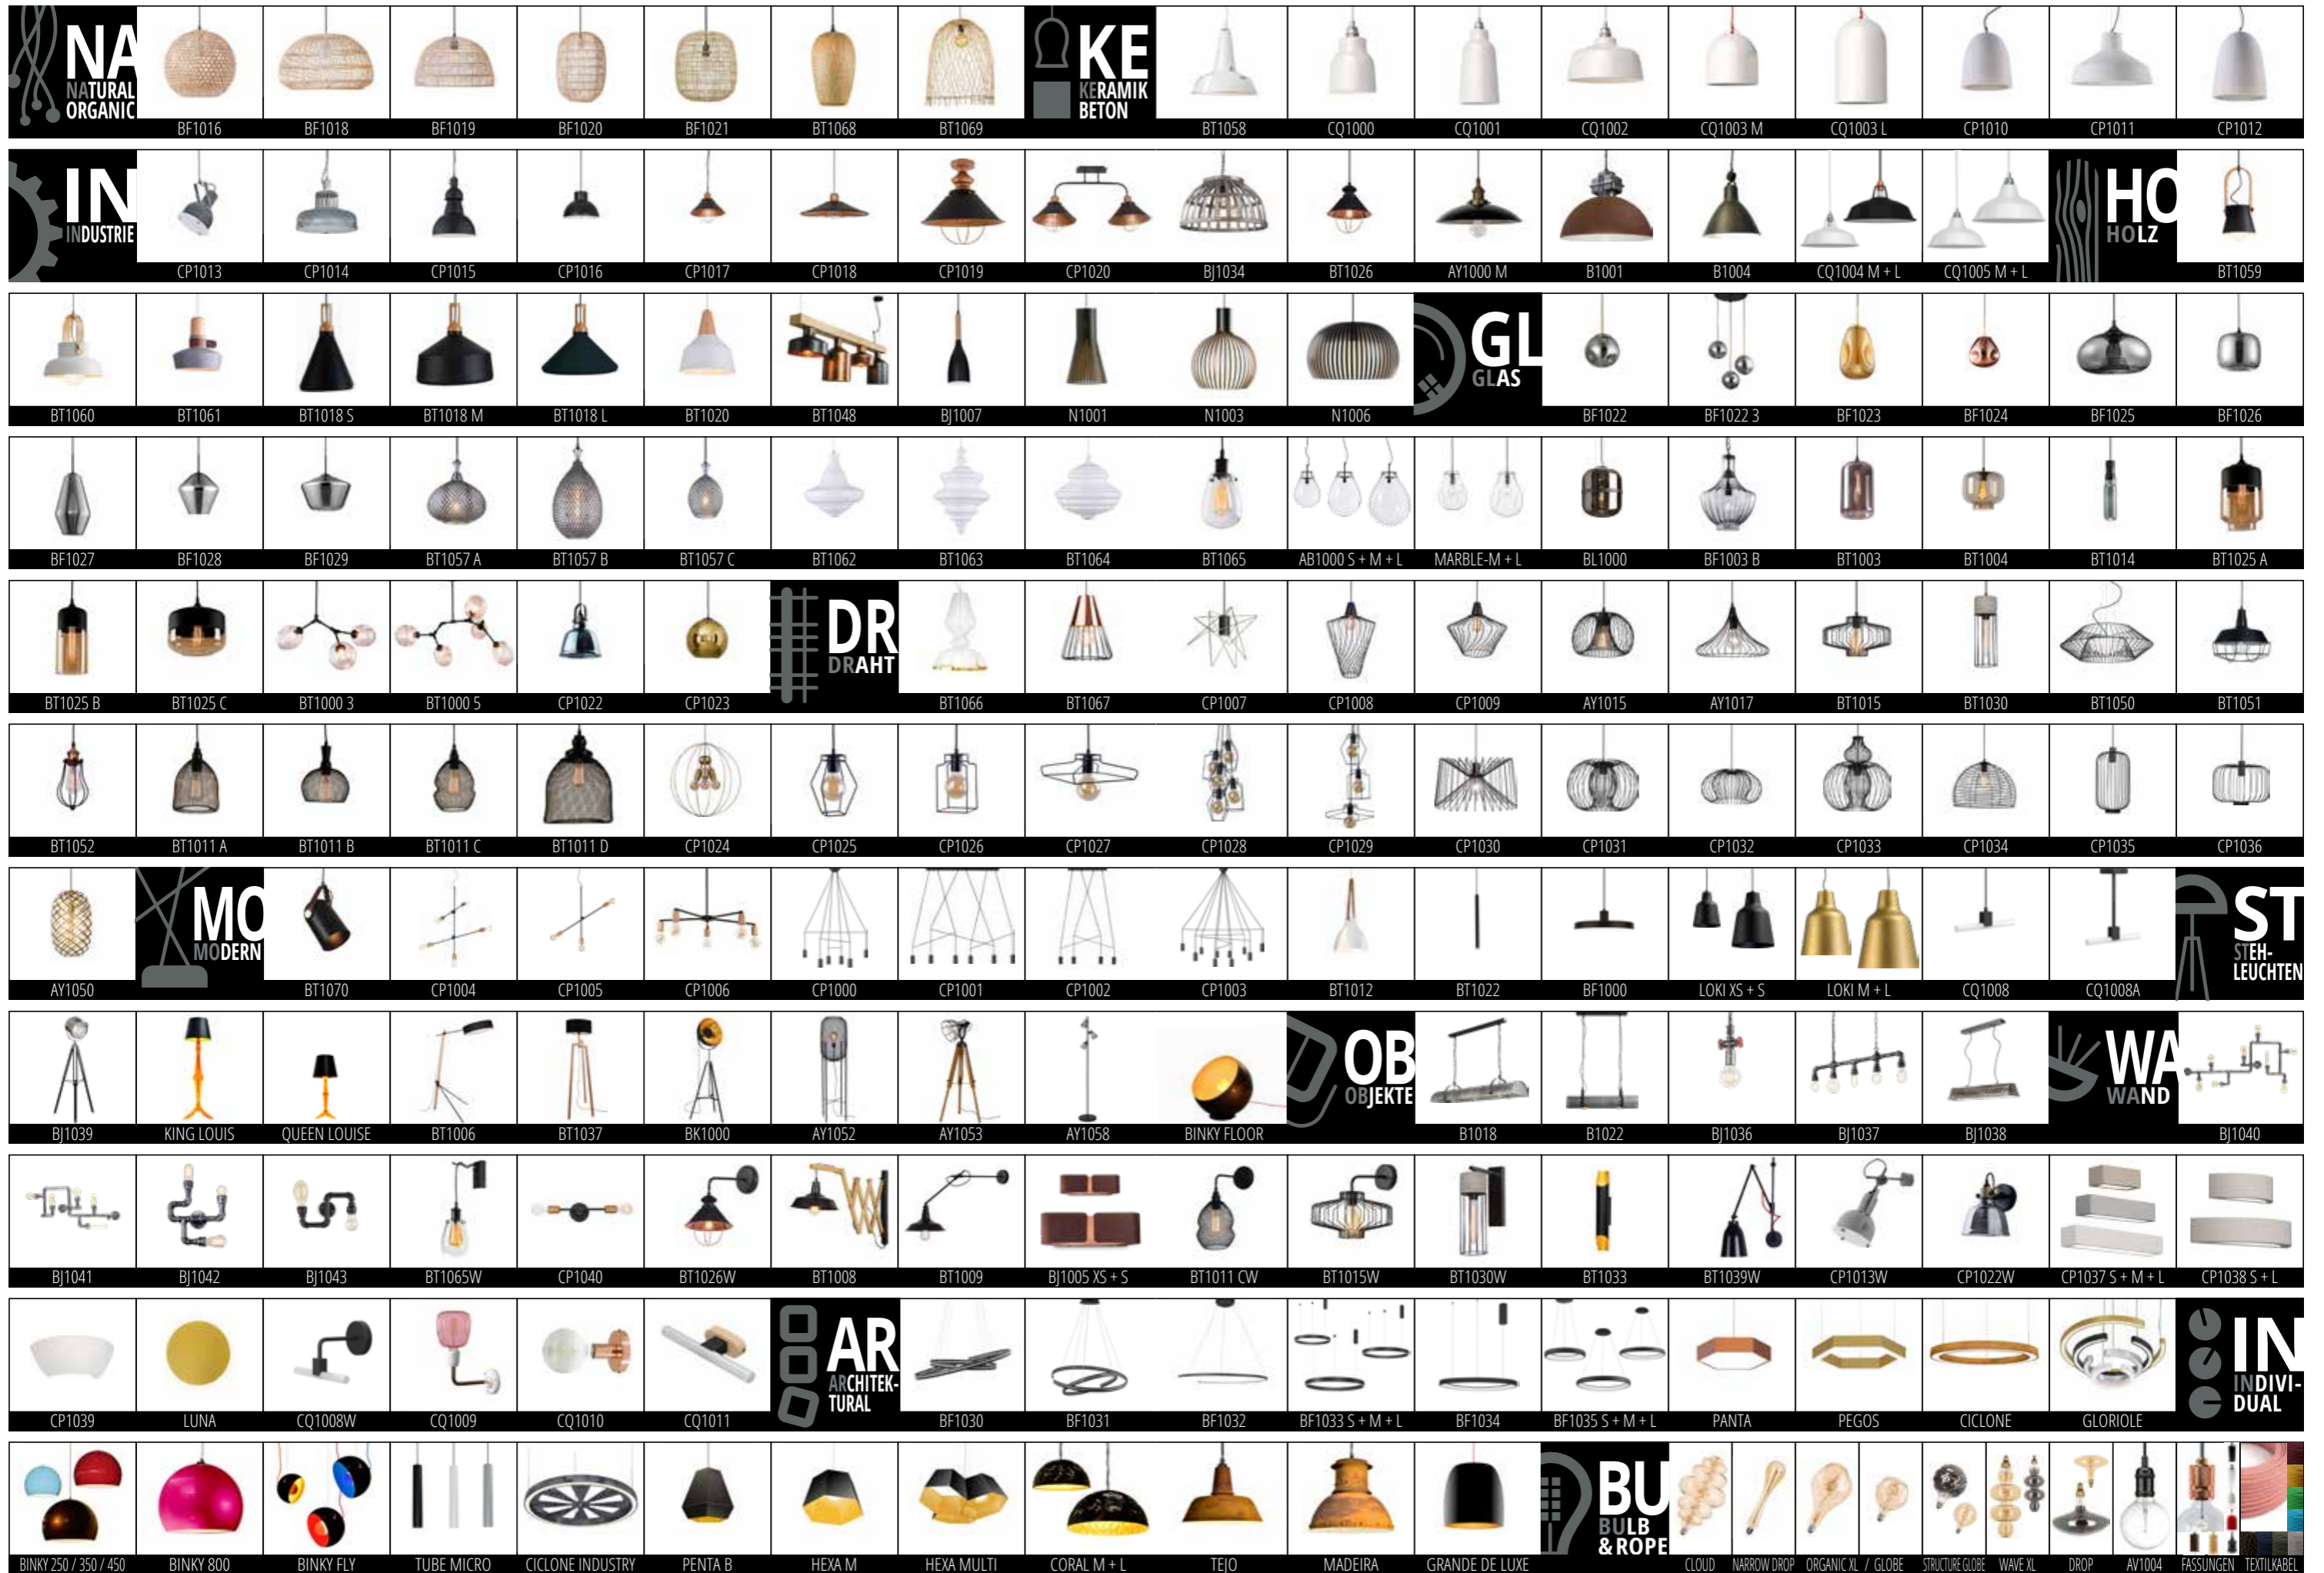 NA
NATURAL
ORGANIC
BF1016 BF1018 BF1019 BF1020 BF1021 BT1068 BT1069
KE
KERAMIK
BETON
BT1058 CQ1000 CQ1001 CQ1002 CQ1003 M CQ1003 L CP1010 CP1011 CP1012
IN
INDUSTRIE
CP1013 CP1014 CP1015 CP1016 CP1017 CP1018 CP1019 CP1020 BJ1034 BT1026 AY1000 M B1001 B1004 CQ1004 M + L CQ1005 M + L
HO
HOLZ
BT1059
BT1060 BT1061 BT1018 S BT1018 M BT1018 L BT1020 BT1048 BJ1007 N1001 N1003 N1006
GL
GLAS
BF1022 BF1022 3 BF1023 BF1024 BF1025 BF1026
BF1027 BF1028 BF1029 BT1057 A BT1057 B BT1057 C BT1062 BT1063 BT1064 BT1065 AB1000 S + M + L MARBLE-M + L BL1000 BF1003 B BT1003 BT1004 BT1014 BT1025 A
BT1025 B BT1025 C BT1000 3 BT1000 5 CP1022 CP1023
DR
DRAHT
BT1066 BT1067 CP1007 CP1008 CP1009 AY1015 AY1017 BT1015 BT1030 BT1050 BT1051
BT1052 BT1011 A BT1011 B BT1011 C BT1011 D CP1024 CP1025 CP1026 CP1027 CP1028 CP1029 CP1030 CP1031 CP1032 CP1033 CP1034 CP1035 CP1036
AY1050
MO
MODERN
BT1070 CP1004 CP1005 CP1006 CP1000 CP1001 CP1002 CP1003 BT1012 BT1022 BF1000 LOKI XS + S LOKI M + L CQ1008 CQ1008A
ST
STEH-
LEUCHTEN
BJ1039 KING LOUIS QUEEN LOUISE BT1006 BT1037 BK1000 AY1052 AY1053 AY1058 BINKY FLOOR
OB
OBJEKTE
B1018 B1022 BJ1036 BJ1037 BJ1038
WA
WAND
BJ1040
BJ1041 BJ1042 BJ1043 BT1065W CP1040 BT1026W BT1008 BT1009 BJ1005 XS + S BT1011 CW BT1015W BT1030W BT1033 BT1039W CP1013W CP1022W CP1037 S + M + L CP1038 S + L
CP1039 LUNA CQ1008W CQ1009 CQ1010 CQ1011
AR
ARCHITEK-
TURAL
BF1030 BF1031 BF1032 BF1033 S + M + L BF1034 BF1035 S + M + L PANTA PEGOS CICLONE GLORIOLE
IN
INDIVI-
DUAL
BINKY 250 / 350 / 450 BINKY 800 BINKY FLY TUBE MICRO CICLONE INDUSTRY PENTA B HEXA M HEXA MULTI CORAL M + L TEJO MADEIRA GRANDE DE LUXE
BU
BULB
& ROPE
CLOUD NARROW DROP ORGANIC XL / GLOBE STRUCTURE GLOBE WAVE XL DROP AV1004 FASSUNGEN TEXTILKABEL